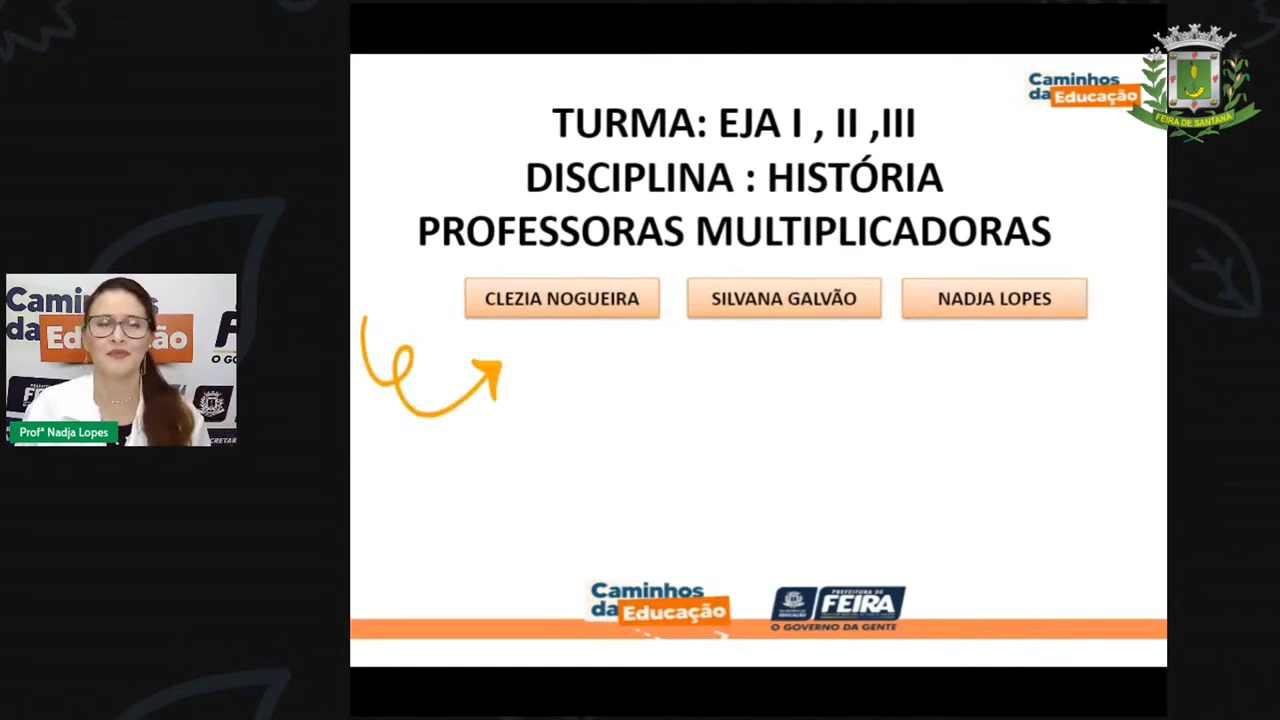 Caminhos
da Educação
FEIRA DE SANTANA
TURMA: EJA I , II ,III
DISCIPLINA : HISTÓRIA
PROFESSORAS MULTIPLICADORAS
CLEZIA NOGUEIRA
SILVANA GALVÃO
NADJA LOPES
Profª Nadja Lopes
Caminhos
da Educação
PREFEITURA DE
FEIRA
EDUCAÇÃO
O GOVERNO DA GENTE